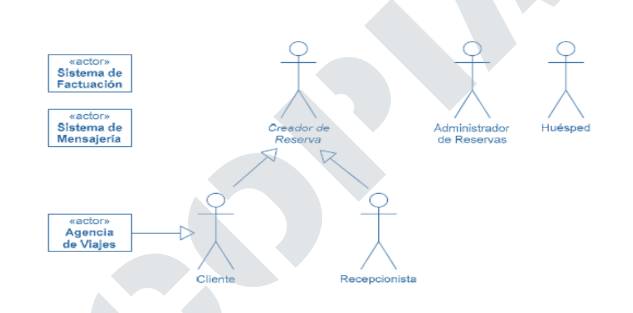 «actor»
Sistema de
Factuación
«actor»
Sistema de
Mensajería
Creador de
Reserva
Administrador
de Reservas
Huésped
«actor»
Agencia
de Viajes
Cliente
Recepcionista
COPIA